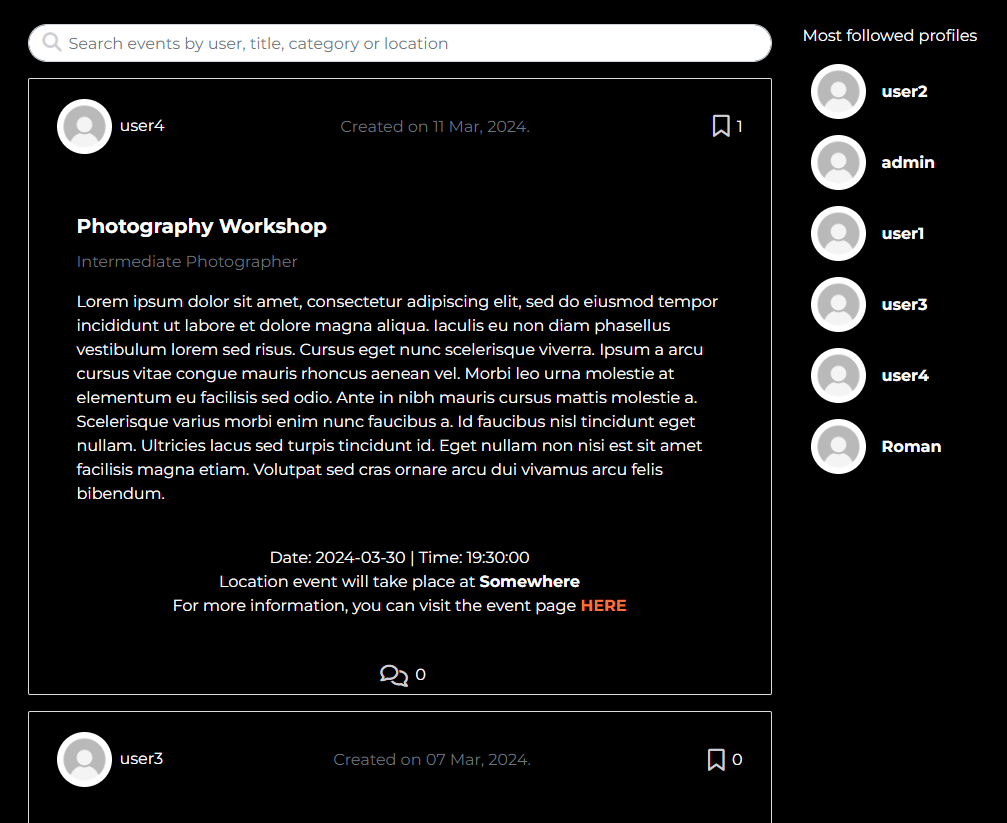 Search events by user, title, category or location
user4
Created on 11 Mar, 2024.
1
Photography Workshop
Intermediate Photographer
Lorem ipsum dolor sit amet, consectetur adipiscing elit, sed do eiusmod tempor
incididunt ut labore et dolore magna aliqua. Iaculis eu non diam phasellus
vestibulum lorem sed risus. Cursus eget nunc scelerisque viverra. Ipsum a arcu
cursus vitae congue mauris rhoncus aenean vel. Morbi leo urna molestie at
elementum eu facilisis sed odio. Ante in nibh mauris cursus mattis molestie a.
Scelerisque varius morbi enim nunc faucibus a. Id faucibus nisl tincidunt eget
nullam. Ultricies lacus sed turpis tincidunt id. Eget nullam non nisi est sit amet
facilisis magna etiam. Volutpat sed cras ornare arcu dui vivamus arcu felis
bibendum.
Date: 2024-03-30 | Time: 19:30:00
Location event will take place at Somewhere
For more information, you can visit the event page HERE
0
user3
Created on 07 Mar, 2024.
0
Most followed profiles
user2
admin
user1
user3
user4
Roman